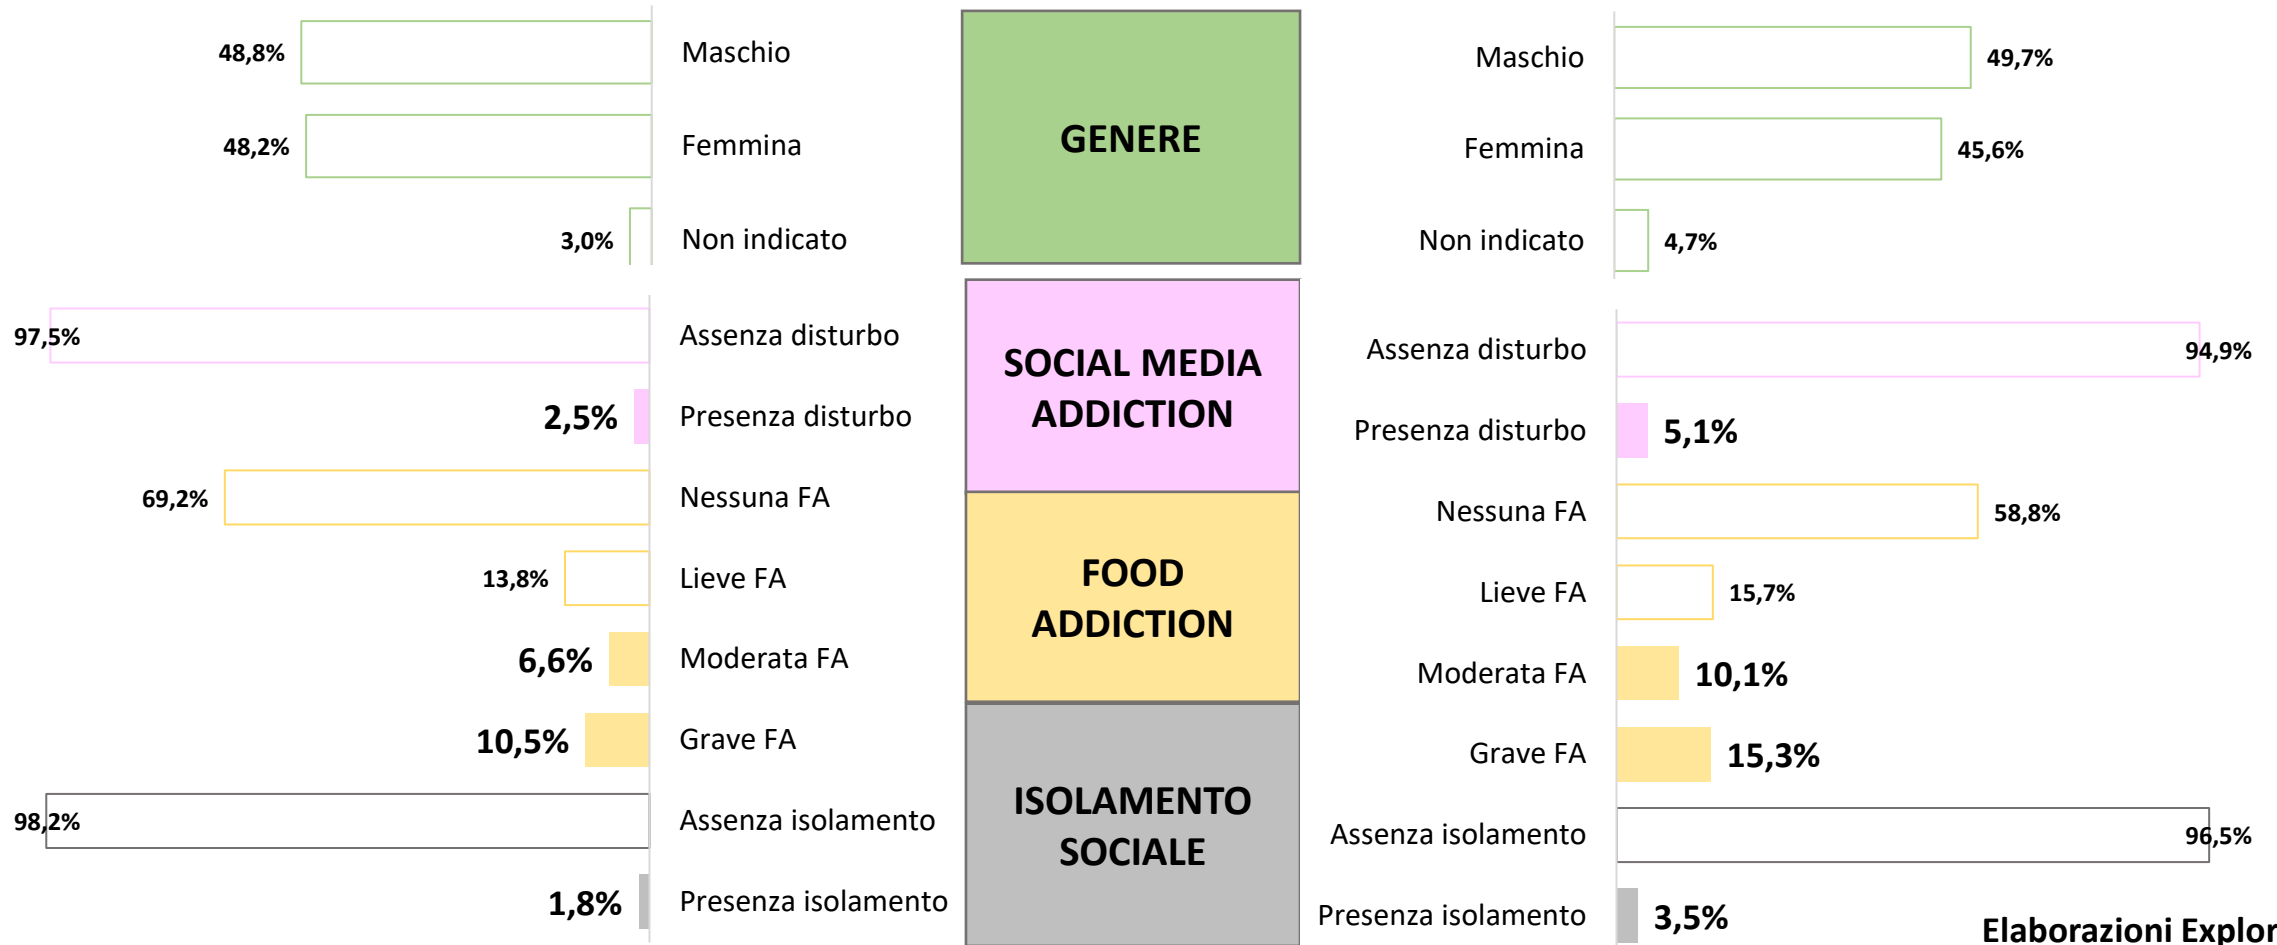 48,8%
Maschio
48,2%
Femmina
3,0%
Non indicato
97,5%
Assenza disturbo
2,5%
Presenza disturbo
69,2%
Nessuna FA
13,8%
Lieve FA
6,6%
Moderata FA
10,5%
Grave FA
98,2%
Assenza isolamento
1,8%
Presenza isolamento
GENERE
SOCIAL MEDIA
ADDICTION
FOOD
ADDICTION
ISOLAMENTO
SOCIALE
Maschio
49,7%
Femmina
45,6%
Non indicato
4,7%
Assenza disturbo
94,9%
Presenza disturbo
5,1%
Nessuna FA
58,8%
Lieve FA
15,7%
Moderata FA
10,1%
Grave FA
15,3%
Assenza isolamento
96,5%
Presenza isolamento
3,5%
Elaborazioni Explor